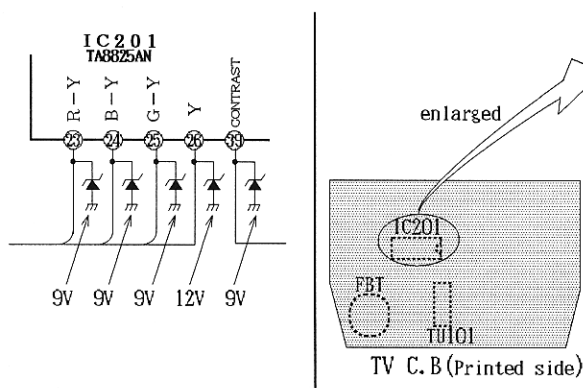 IC201
TA8825AN
R-Y
B-Y
G-Y
Y
CONTRAST
23 24 25 26 39
9V 9V 9V 12V 9V
enlarged
IC201
FBT
TU101
TV C.B(Printed side)